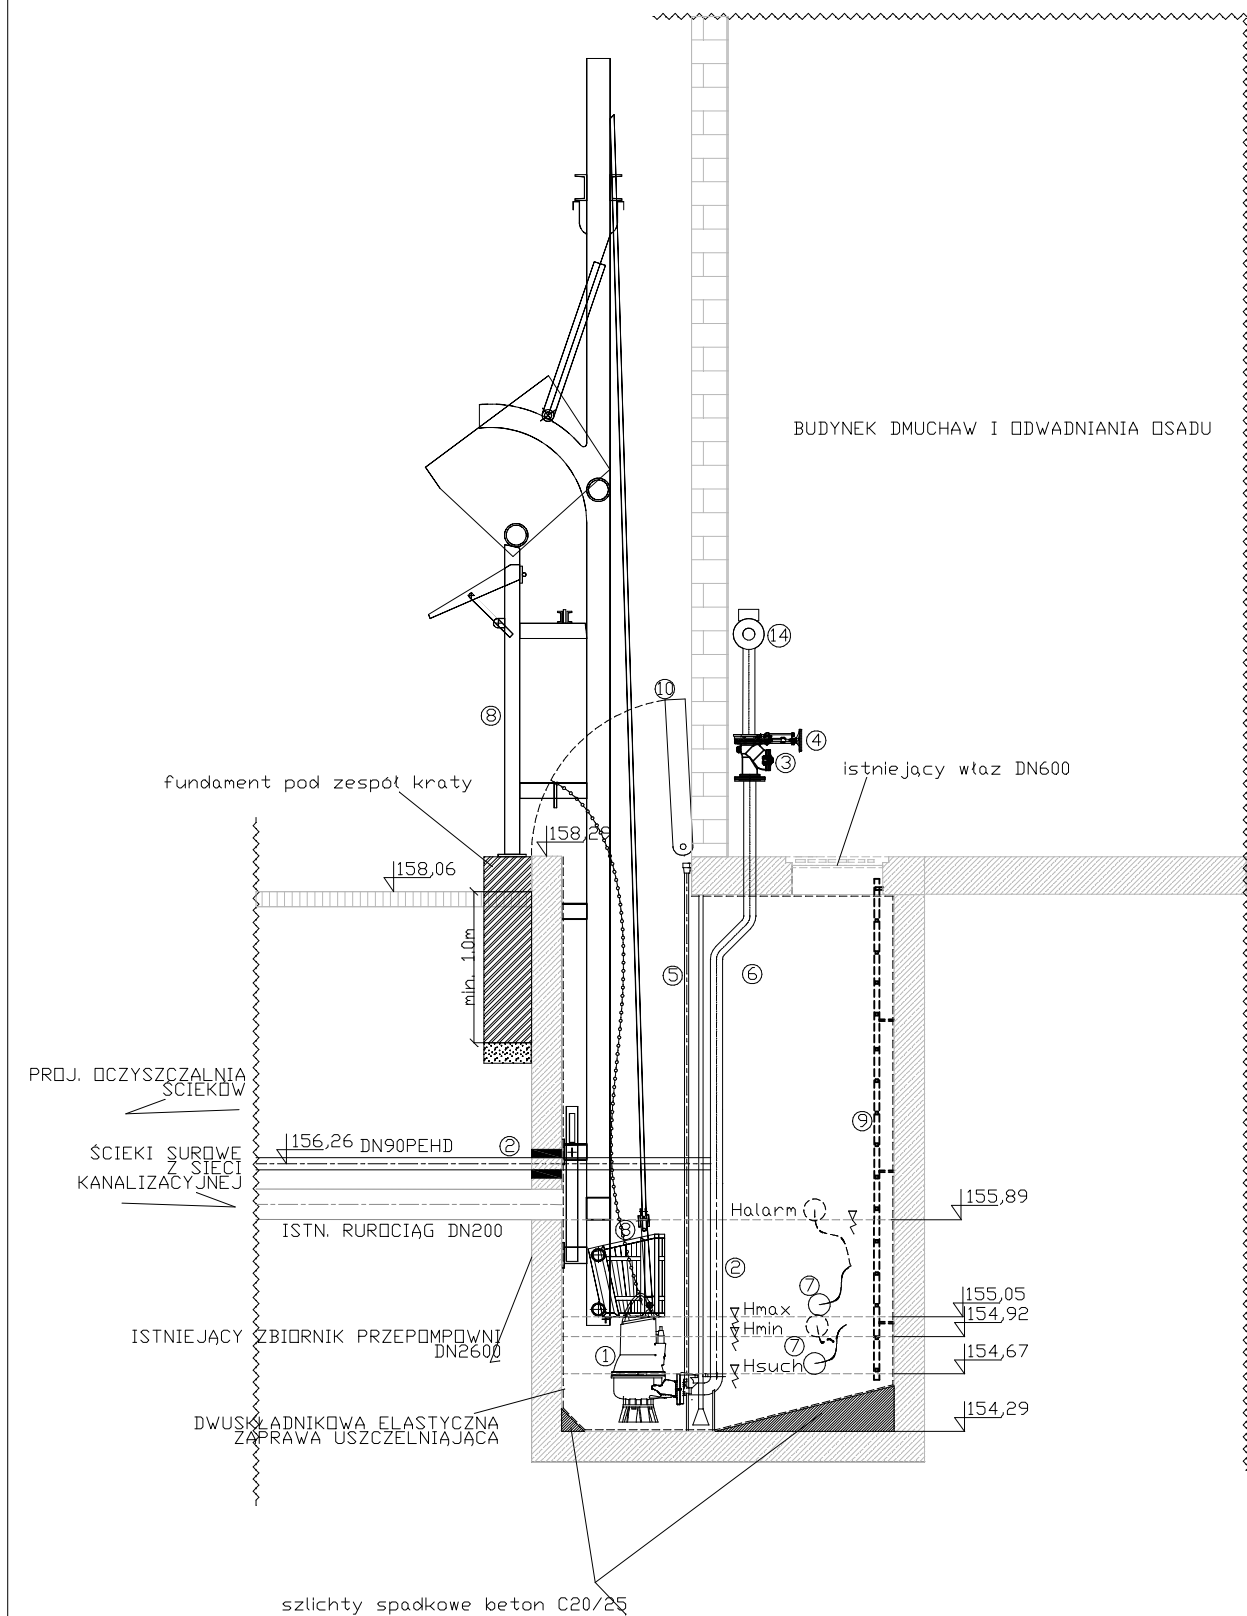 BUDYNEK DMUCHAW I ODWADNIANIA OSADU
14
10
8
4
3
istniejący właz DN600
fundament pod zespół kraty
158,29
158,06
min. 1.0m
5
6
PROJ. OCZYSZCZALNIA
ŚCIEKÓW
9
156,26
DN90PEHD
2
ŚCIEKI SUROWE
Z SIECI
KANALIZACYJNEJ
155,89
Halarm
ISTN. RUROCIĄG DN200
8
2
7
155,05
Hmax
154,92
Hmin
ISTNIEJĄCY ZBIORNIK PRZEPOMPOWNI
DN2600
1
7
154,67
Hsuch
154,29
DWUSKŁADNIKOWA ELASTYCZNA
ZAPRAWA USZCZELNIAJĄCA
szlichty spadkowe beton C20/25